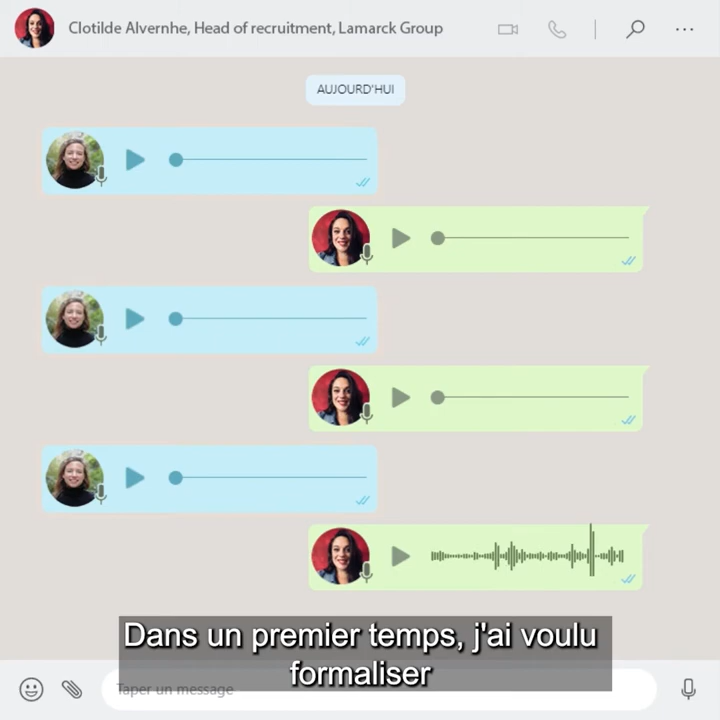 Clotilde Alvernhe, Head of recruitment, Lamarck Group
AUJOURD'HUI
Dans un premier temps, j'ai voulu
formaliser
Taper un message